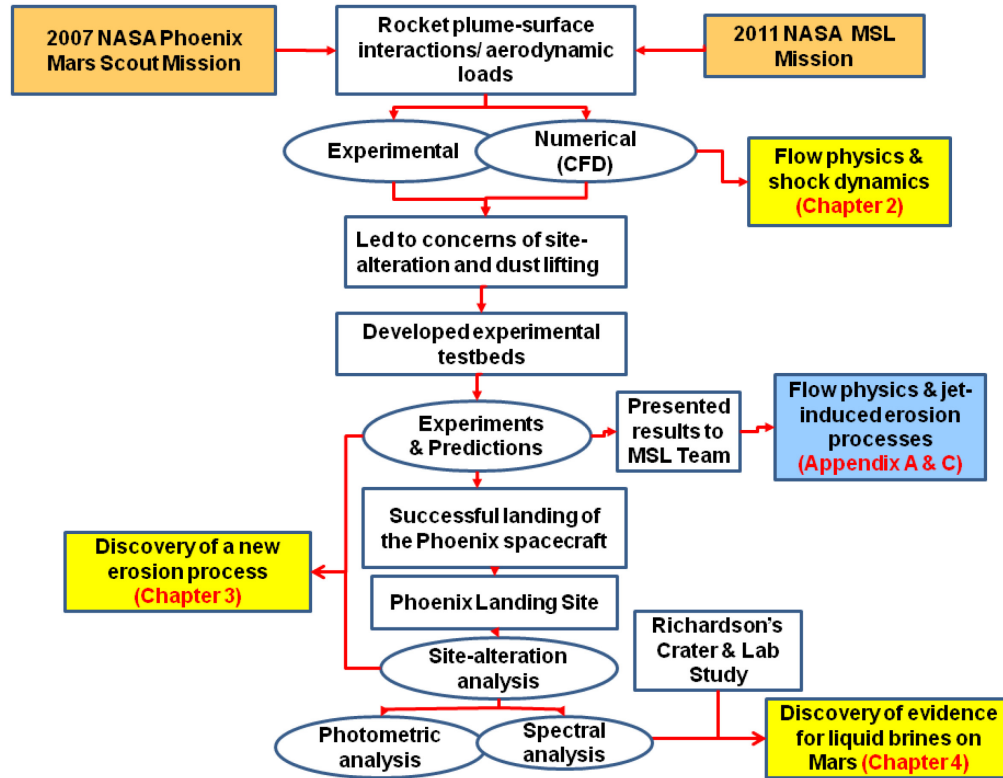 2007 NASA Phoenix
Mars Scout Mission
Rocket plume-surface
interactions/ aerodynamic
loads
2011 NASA MSL
Mission
Experimental
Numerical
(CFD)
Flow physics &
shock dynamics
(Chapter 2)
Led to concerns of site-
alteration and dust lifting
Developed experimental
testbeds
Experiments
& Predictions
Presented
results to
MSL Team
Flow physics & jet-
induced erosion
processes
(Appendix A & C)
Successful landing of
the Phoenix spacecraft
Discovery of a new
erosion process
(Chapter 3)
Phoenix Landing Site
Richardson's
Crater & Lab
Study
Site-alteration
analysis
Photometric
analysis
Spectral
analysis
Discovery of evidence
for liquid brines on
Mars (Chapter 4)